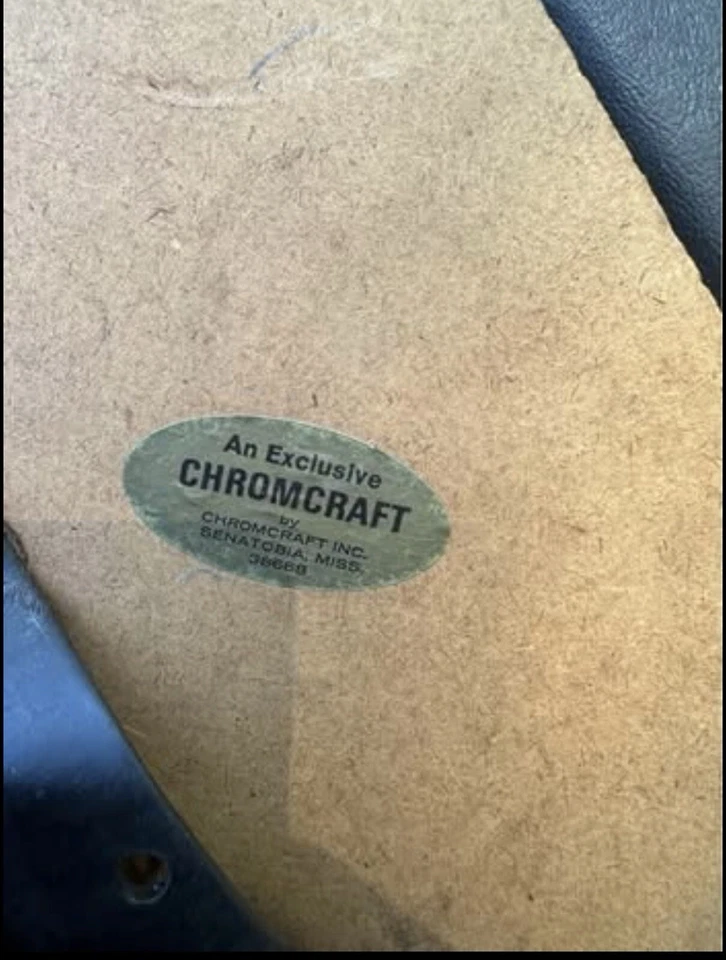 An Exclusive
CHROMCRAFT
by
CHROMCRAFT INC.
SENATOBIA, MISS.
38668